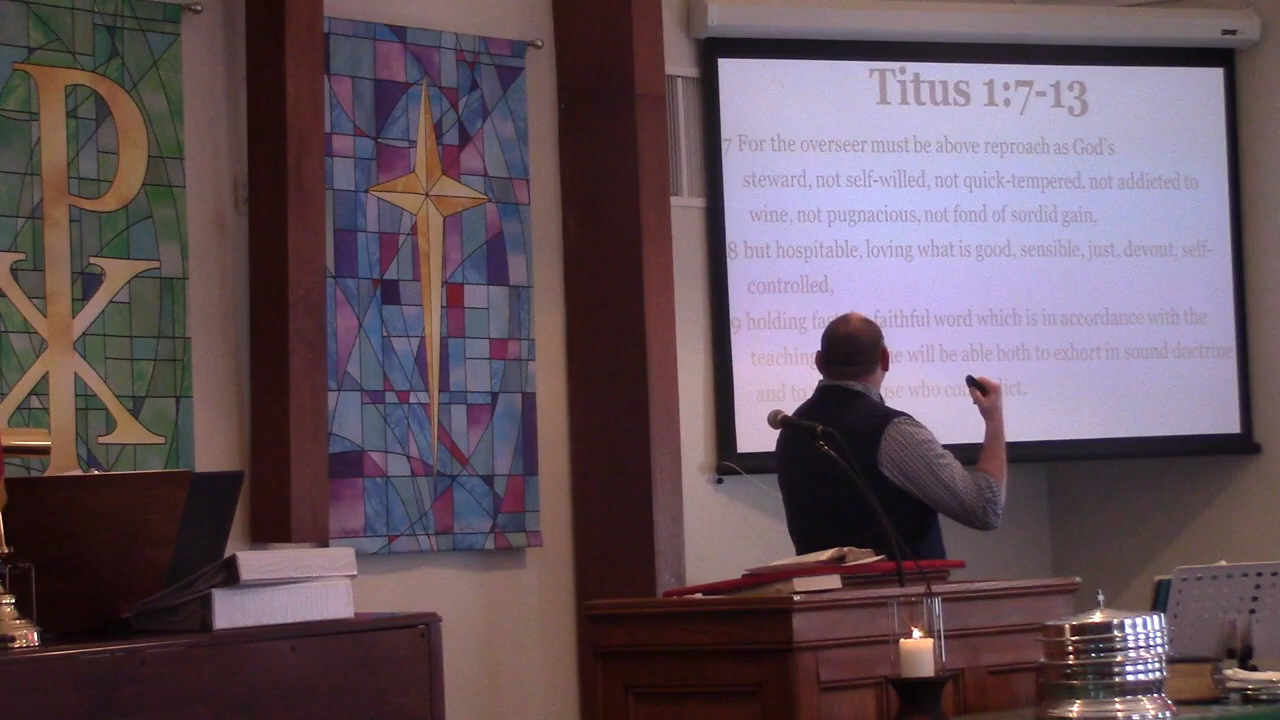 Titus 1:7-13
7 For the overseer must be above reproach as God's
steward, not self-willed, not quick-tempered, not addicted to
wine, not pugnacious, not fond of sordid gain,
8 but hospitable, loving what is good, sensible, just, devout, self-
controlled,
9 holding faithful word which is in accordance with the
teaching will be able both to exhort in sound doctrine
and to who